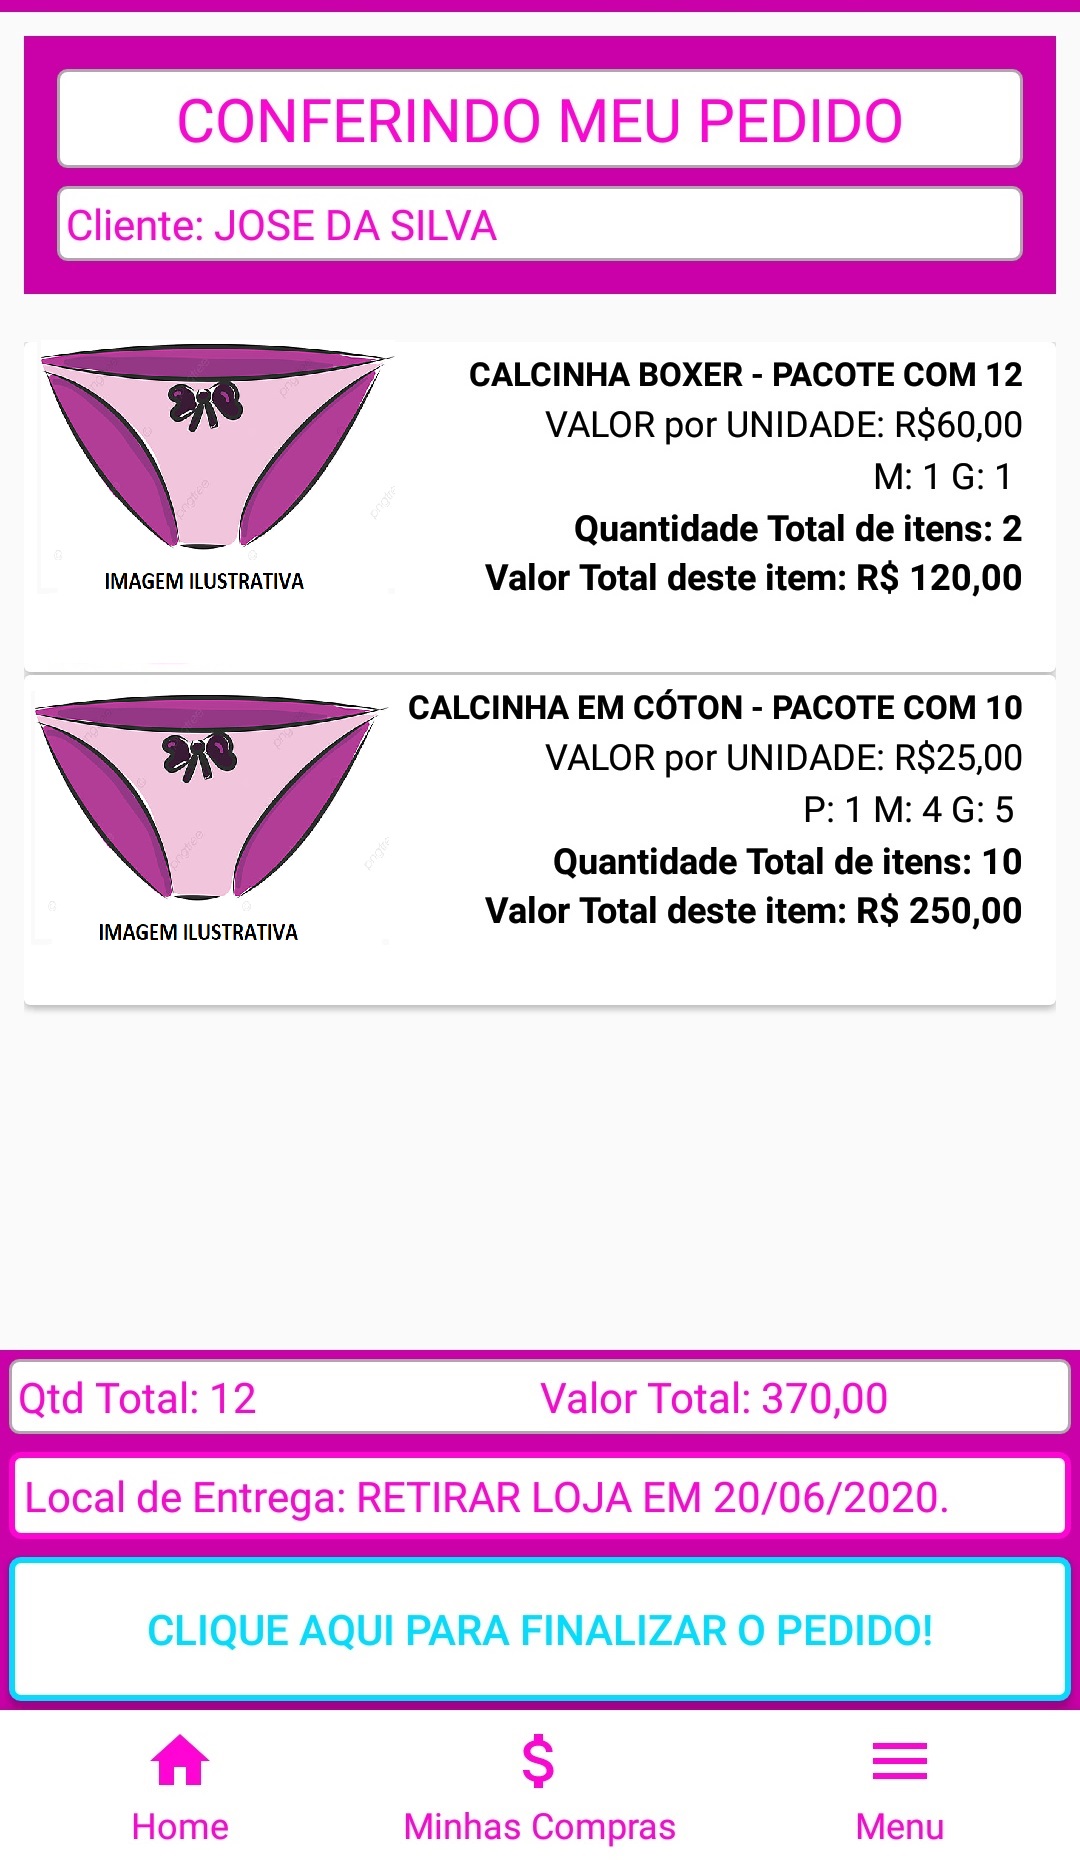 CONFERINDO MEU PEDIDO
Cliente: JOSE DA SILVA
CALCINHA BOXER - PACOTE COM 12
VALOR por UNIDADE: R$60,00
M: 1 G: 1
Quantidade Total de itens: 2
Valor Total deste item: R$ 120,00
IMAGEM ILUSTRATIVA
CALCINHA EM CÓTON - PACOTE COM 10
VALOR por UNIDADE: R$25,00
P: 1 M: 4 G: 5
Quantidade Total de itens: 10
Valor Total deste item: R$ 250,00
IMAGEM ILUSTRATIVA
Qtd Total: 12 Valor Total: 370,00
Local de Entrega: RETIRAR LOJA EM 20/06/2020.
CLIQUE AQUI PARA FINALIZAR O PEDIDO!
Home Minhas Compras Menu